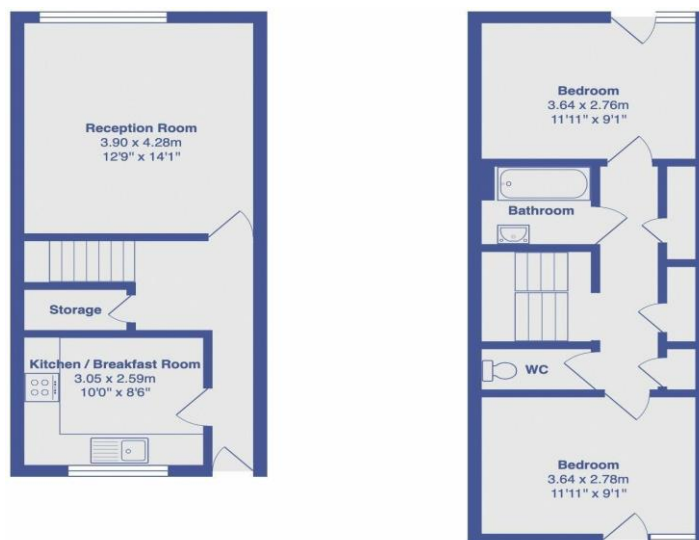 Reception Room
3.90 x 4.28m
12'9" x 14'1"
Storage
Kitchen / Breakfast Room
3.05 x 2.59m
10'0" x 8'6"
Bedroom
3.64 x 2.76m
11'11" x 9'1"
Bathroom
WC
Bedroom
3.64 x 2.78m
11'11" x 9'1"